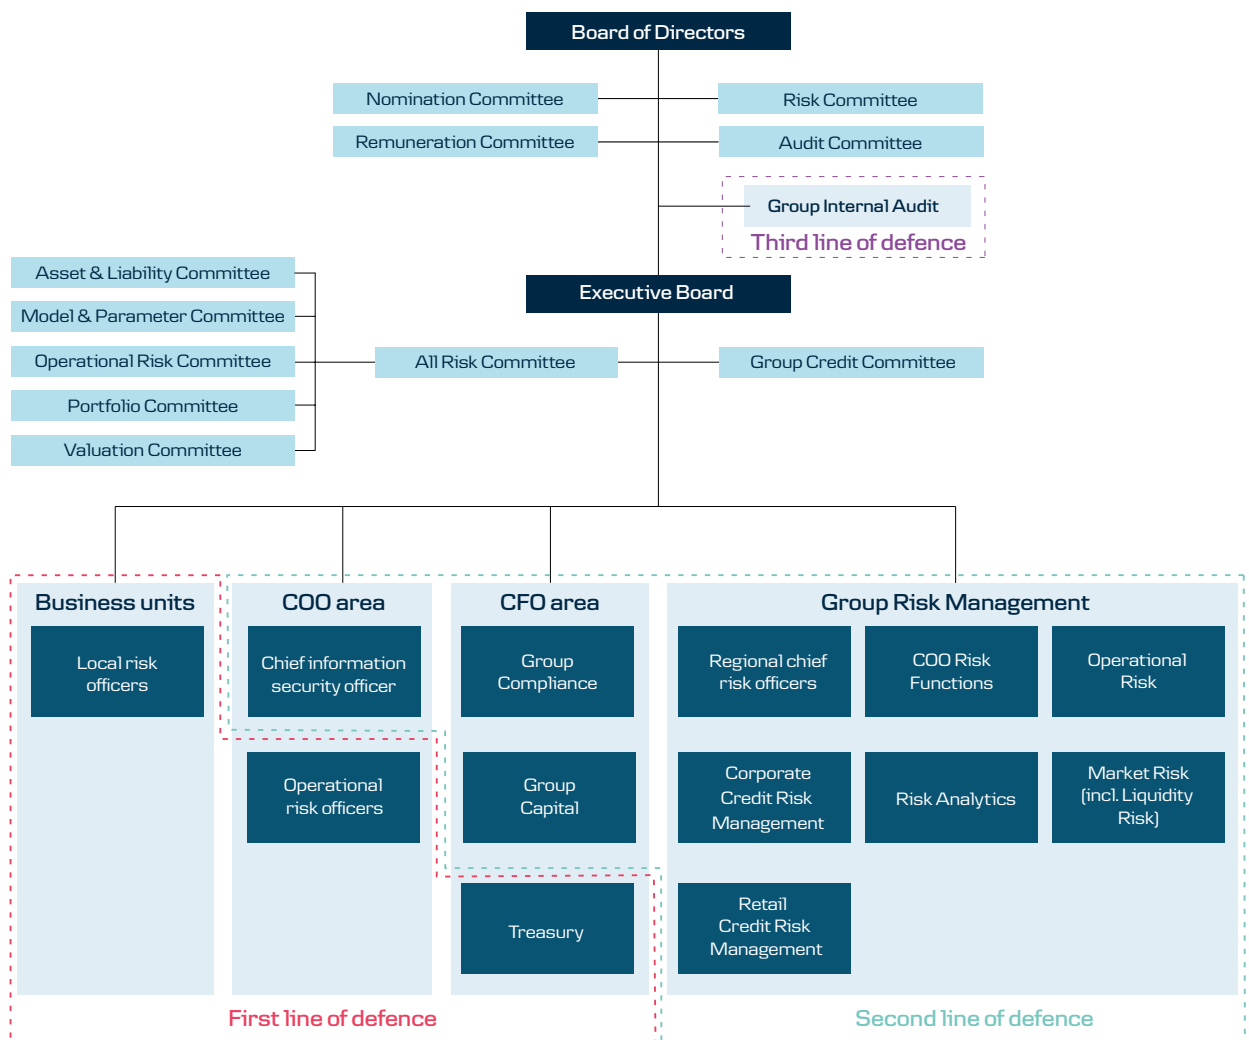 Board of Directors
Nomination Committee
Risk Committee
Remuneration Committee
Audit Committee
Group Internal Audit
Third line of defence
Asset & Liability Committee
Executive Board
Model & Parameter Committee
Operational Risk Committee
All Risk Committee
Group Credit Committee
Portfolio Committee
Valuation Committee
Business units
Local risk
officers
COO area
Chief information
security officer
Operational
risk officers
CFO area
Group
Compliance
Group
Capital
Treasury
Group Risk Management
Regional chief
risk officers
COO Risk
Functions
Operational
Risk
Corporate
Credit Risk
Management
Risk Analytics
Market Risk
(incl. Liquidity
Risk)
Retail
Credit Risk
Management
First line of defence
Second line of defence